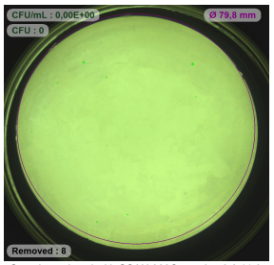 CFU/mL : 0,00E+00
Ø 79,8 mm
CFU : 0
Removed : 8